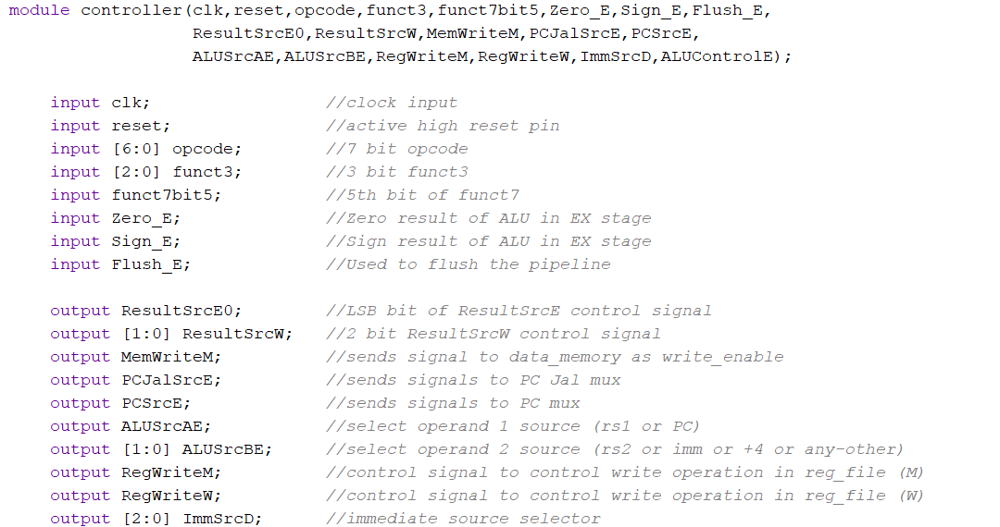 module controller(clk,reset,opcode,funct3,funct7bit5,Zero_E,Sign_E,Flush_E,
ResultSrcE0,ResultSrcW,MemWriteM,PCJalSrcE,PCSrcE,
ALUSrcAE,ALUSrcBE,RegWriteM,RegWriteW,ImmSrcD,ALUControlE);
input clk; //clock input
input reset; //active high reset pin
input [6:0] opcode; //7 bit opcode
input [2:0] funct3; //3 bit funct3
input funct7bit5; //5th bit of funct7
input Zero_E; //Zero result of ALU in EX stage
input Sign_E; //Sign result of ALU in EX stage
input Flush_E; //Used to flush the pipeline
output ResultSrcE0; //LSB bit of ResultSrcE control signal
output [1:0] ResultSrcW; //2 bit ResultSrcW control signal
output MemWriteM; //sends signal to data_memory as write_enable
output PCJalSrcE; //sends signals to PC Jal mux
output PCSrcE; //sends signals to PC mux
output ALUSrcAE; //select operand 1 source (rs1 or PC)
output [1:0] ALUSrcBE; //select operand 2 source (rs2 or imm or +4 or any-other)
output RegWriteM; //control signal to control write operation in reg_file (M)
output RegWriteW; //control signal to control write operation in reg_file (W)
output [2:0] ImmSrcD; //immediate source selector